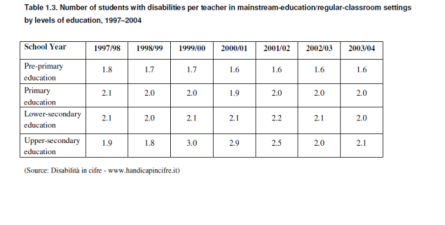 Table 1.3. Number of students with disabilities per teacher in mainstream-education/regular-classroom settings
by levels of education, 1997–2004
School Year 1997/98 1998/99 1999/00 2000/01 2001/02 2002/03 2003/04
Pre-primary
education 1.8 1.7 1.7 1.6 1.6 1.6 1.6
Primary
education 2.1 2.0 2.0 1.9 2.0 2.0 2.0
Lower-secondary
education 2.1 2.0 2.1 2.1 2.2 2.1 2.0
Upper-secondary
education 1.9 1.8 3.0 2.9 2.5 2.0 2.1
(Source: Disabilità in cifre - www.handicapincifre.it)